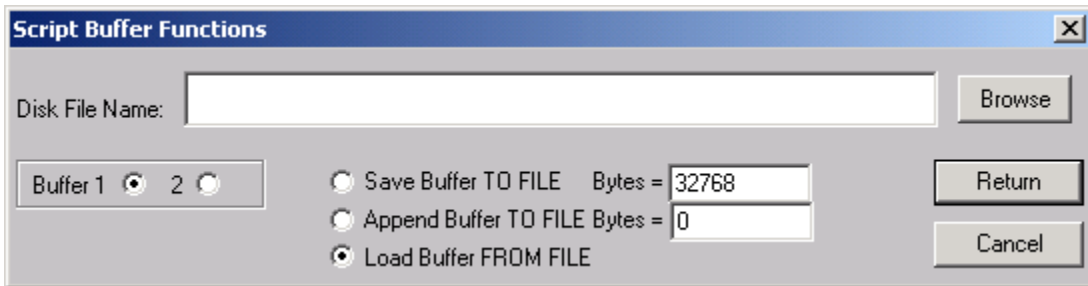 Script Buffer Functions
Disk File Name:
Browse
Buffer 1 2
Save Buffer TO FILE Bytes = 32768
Return
Append Buffer TO FILE Bytes = 0
Load Buffer FROM FILE
Cancel